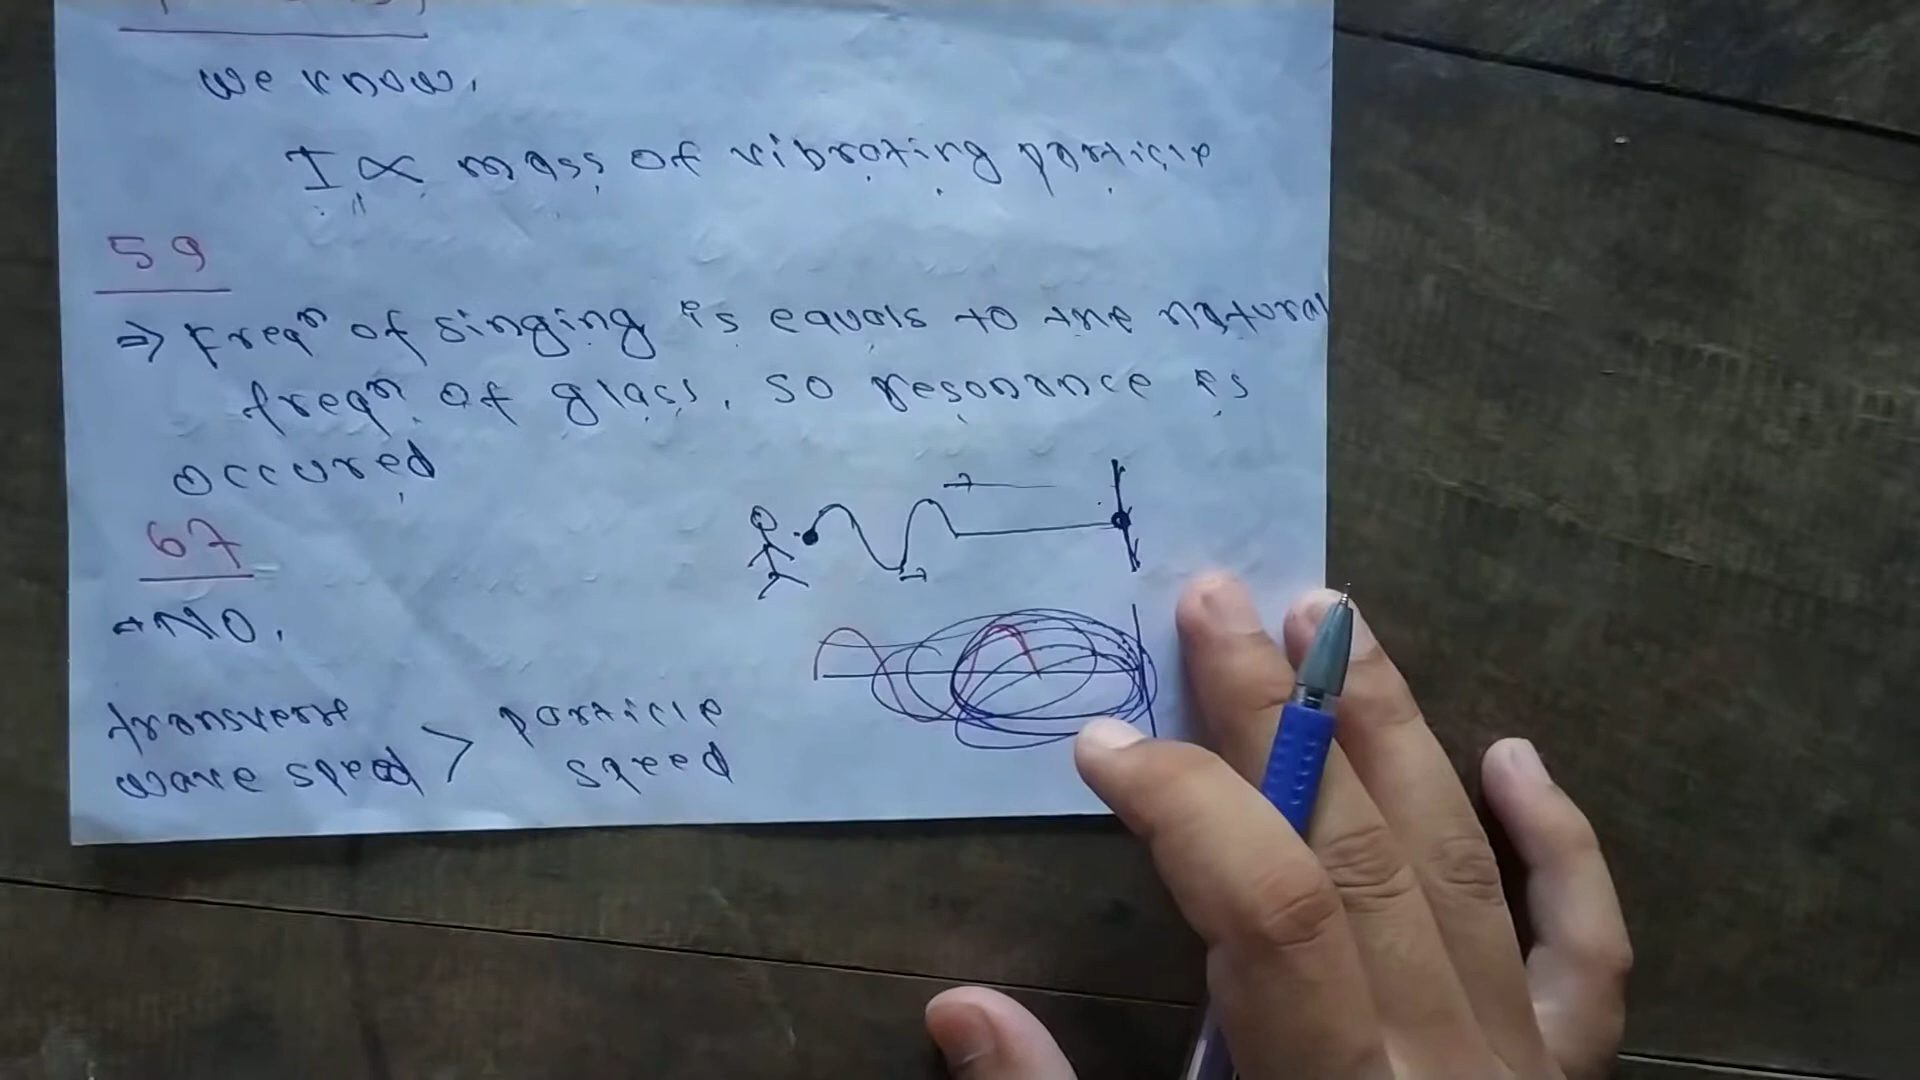 we know,
I ∝ mass of vibrating particle
59
⇒ Freqⁿ of singing is equals to the natural
freqⁿ of glass, so resonance is
occured
67
→ NO.
transverse
wave speed > particle
speed